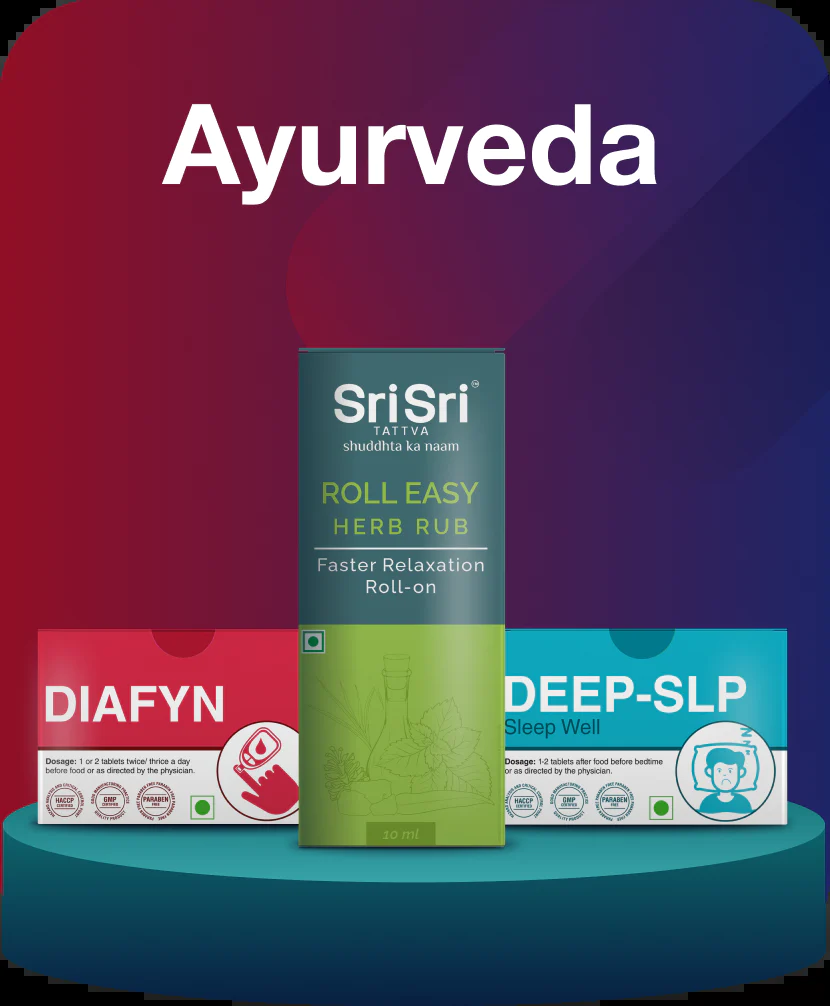 Ayurveda
SriSri™
TATTVA
shuddhta ka naam
ROLL EASY
HERB RUB
Faster Relaxation
Roll-on
10 ml
DIAFYN
Dosage: 1 or 2 tablets twice/ thrice a day
before food or as directed by the physician.
HACCP
CERTIFIED
GMP
CERTIFIED
PARABEN
FREE
DEEP-SLP
Sleep Well
Dosage: 1-2 tablets after food before bedtime
or as directed by the physician.
HACCP
CERTIFIED
GMP
CERTIFIED
PARABEN
FREE